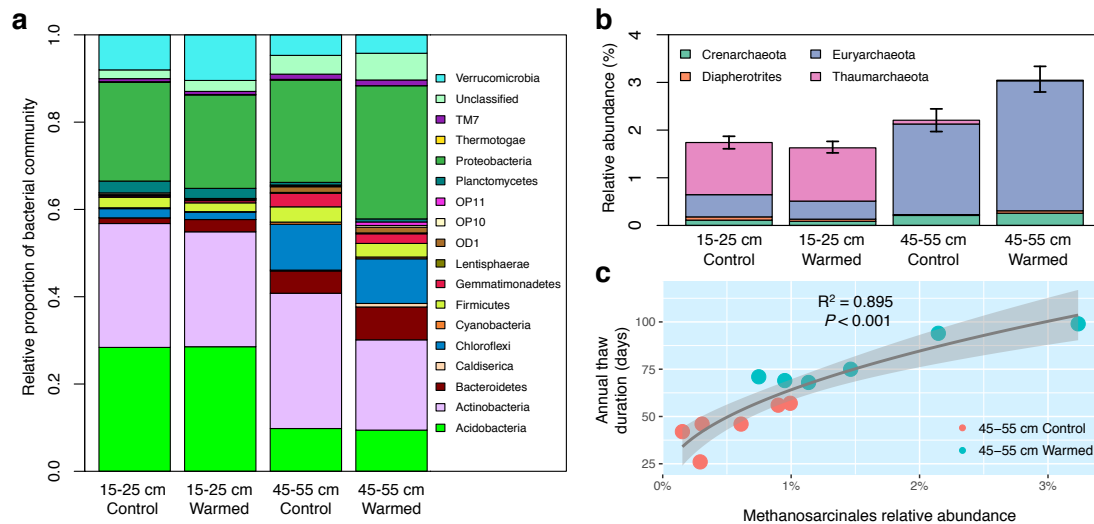 a
Relative proportion of bacterial community
1.0
0.8
0.6
0.4
0.2
0.0
Verrucomicrobia
Unclassified
TM7
Thermotogae
Proteobacteria
Planctomycetes
OP11
OP10
OD1
Lentisphaerae
Gemmatimonadetes
Firmicutes
Cyanobacteria
Chloroflexi
Caldiserica
Bacteroidetes
Actinobacteria
Acidobacteria
15-25 cm
Control
15-25 cm
Warmed
45-55 cm
Control
45-55 cm
Warmed
b
Relative abundance (%)
4
3
2
1
0
Crenarchaeota
Euryarchaeota
Diapherotrites
Thaumarchaeota
15-25 cm
Control
15-25 cm
Warmed
45-55 cm
Control
45-55 cm
Warmed
c
Annual thaw
duration (days)
100
75
50
25
R² = 0.895
P < 0.001
45−55 cm Control
45−55 cm Warmed
0%
1%
2%
3%
Methanosarcinales relative abundance